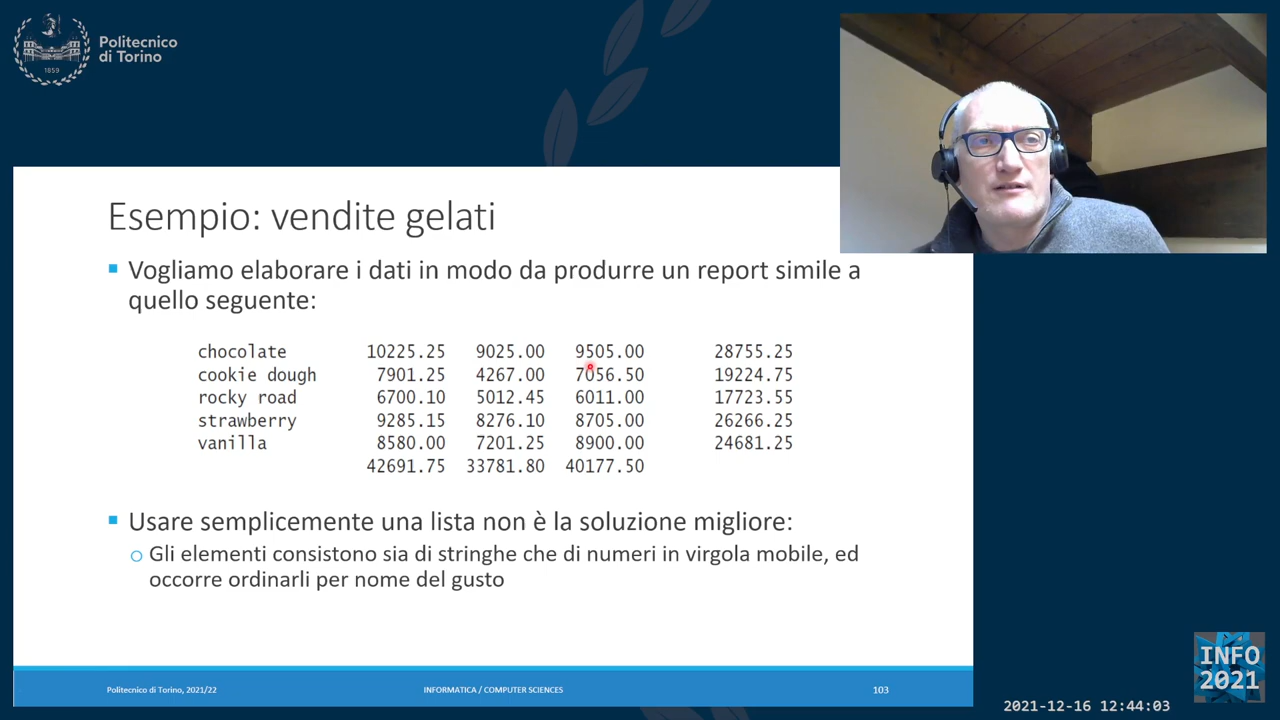 Politecnico
di Torino
1859
Esempio: vendite gelati
Vogliamo elaborare i dati in modo da produrre un report simile a
quello seguente:
chocolate 10225.25 9025.00 9505.00 28755.25
cookie dough 7901.25 4267.00 7056.50 19224.75
rocky road 6700.10 5012.45 6011.00 17723.55
strawberry 9285.15 8276.10 8705.00 26266.25
vanilla 8580.00 7201.25 8900.00 24681.25
42691.75 33781.80 40177.50
Usare semplicemente una lista non è la soluzione migliore:
Gli elementi consistono sia di stringhe che di numeri in virgola mobile, ed
occorre ordinarli per nome del gusto
Politecnico di Torino, 2021/22 INFORMATICA / COMPUTER SCIENCES 103
INFO
2021
2021-12-16 12:44:03